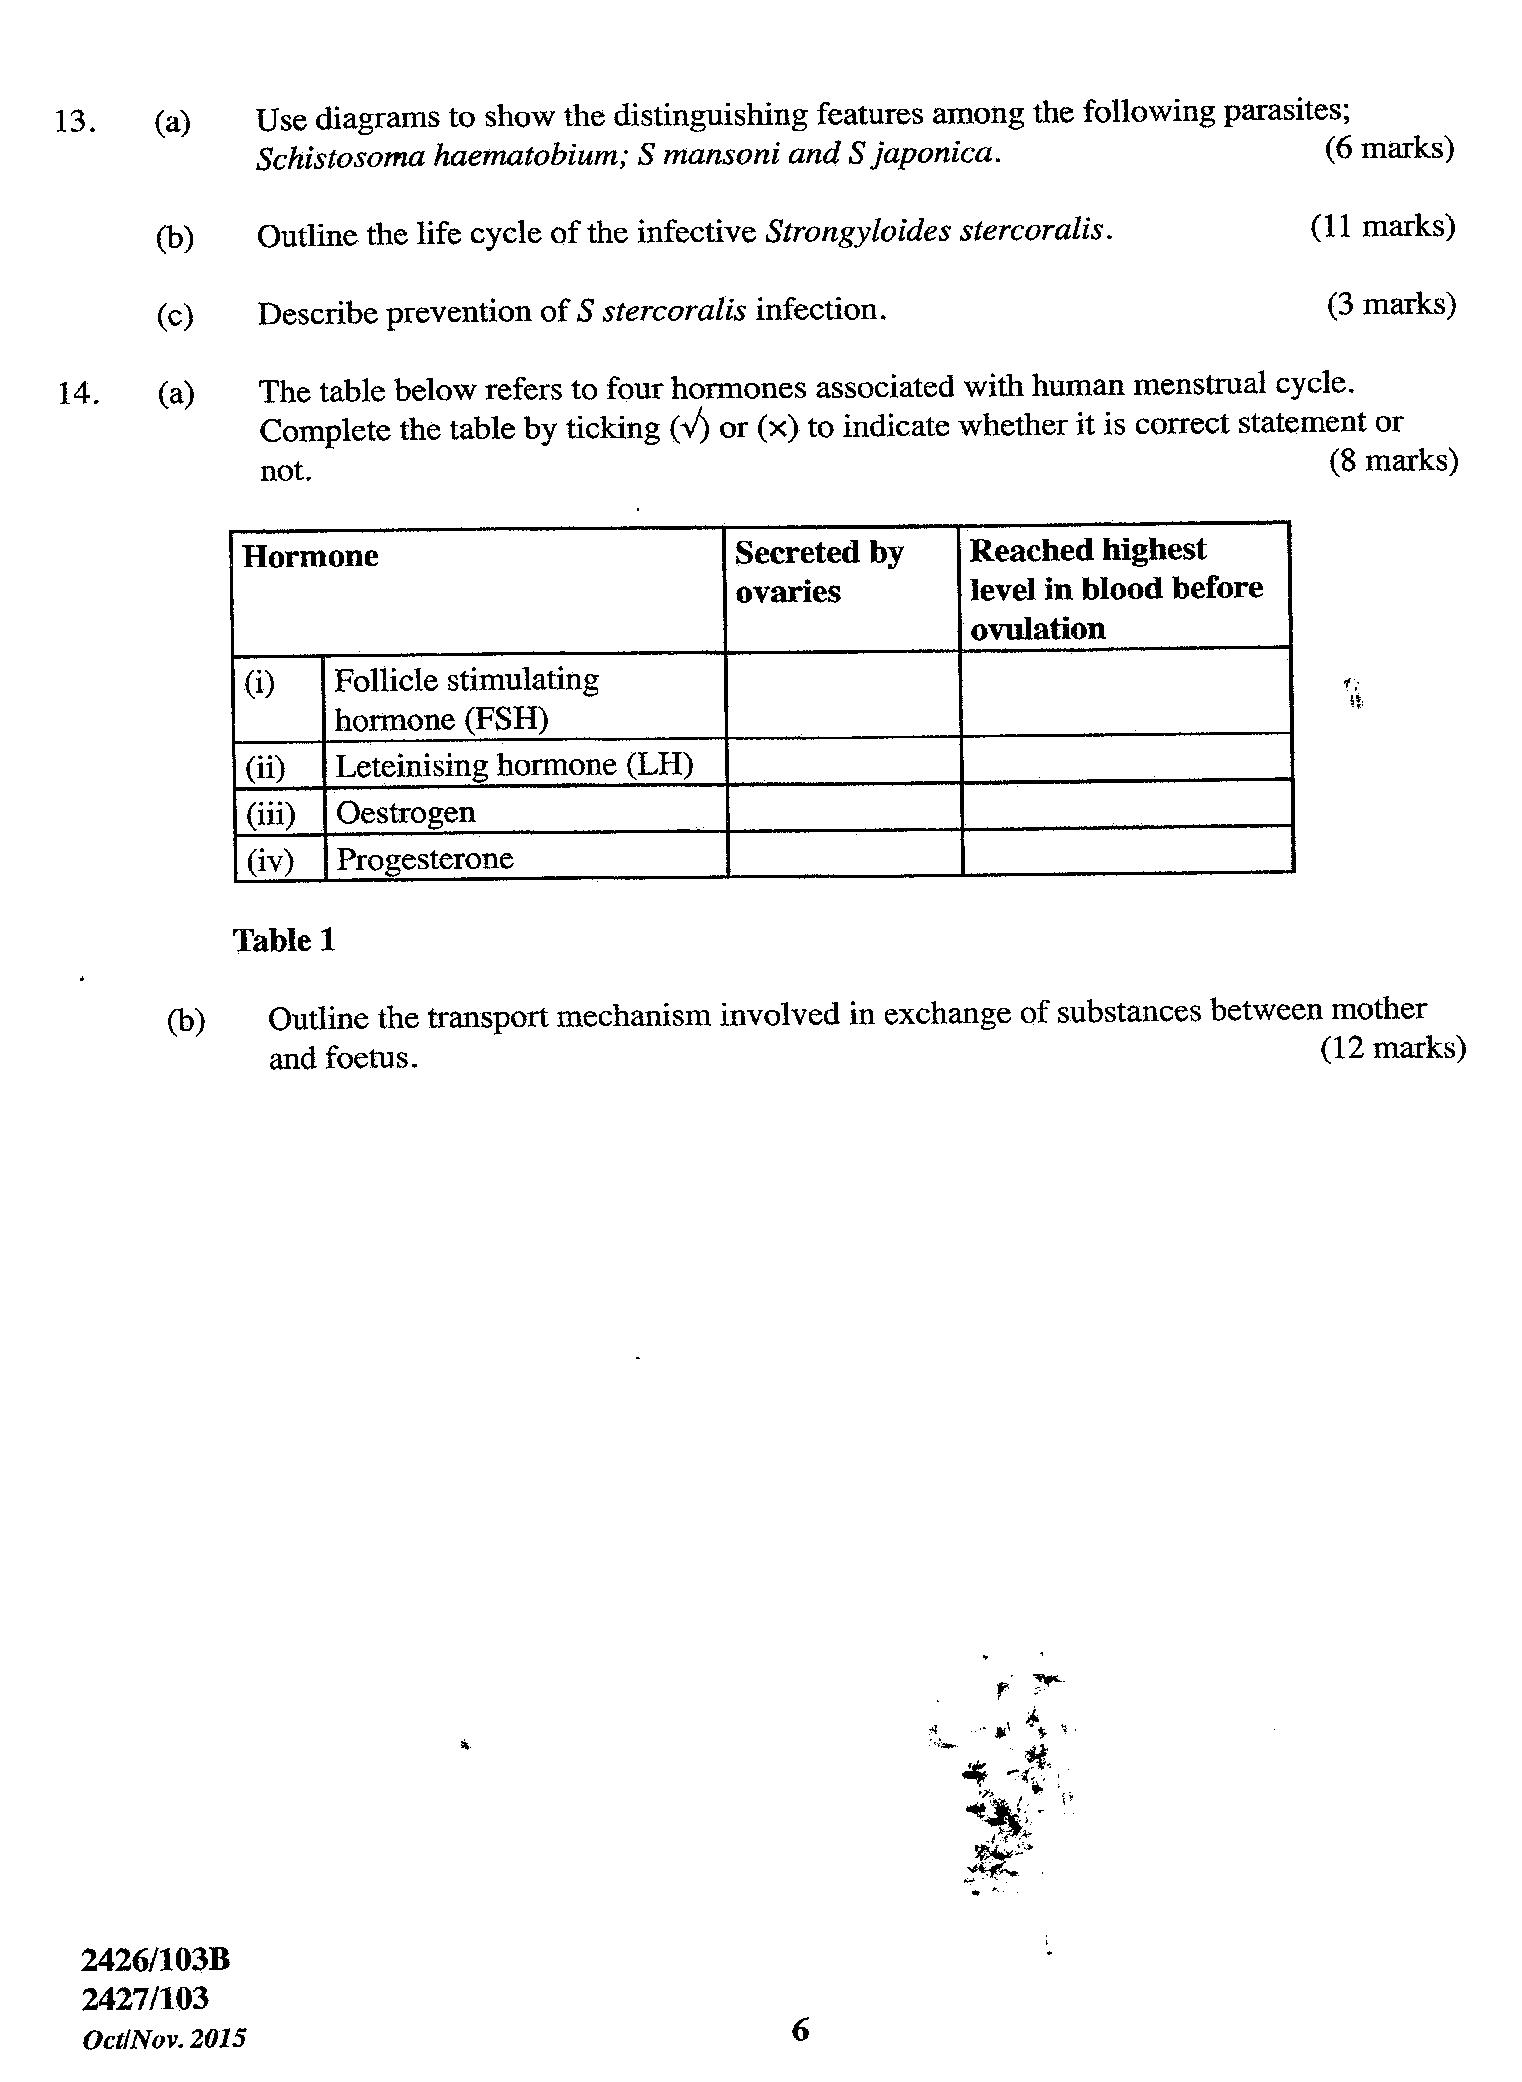 13. (a) Use diagrams to show the distinguishing features among the following parasites;
Schistosoma haematobium; S mansoni and S japonica. (6 marks)
(b) Outline the life cycle of the infective Strongyloides stercoralis. (11 marks)
(c) Describe prevention of S stercoralis infection. (3 marks)
14. (a) The table below refers to four hormones associated with human menstrual cycle.
Complete the table by ticking (√) or (×) to indicate whether it is correct statement or
not. (8 marks)
Hormone Secreted by Reached highest
ovaries level in blood before
ovulation
(i) Follicle stimulating
hormone (FSH)
(ii) Leteinising hormone (LH)
(iii) Oestrogen
(iv) Progesterone
Table 1
(b) Outline the transport mechanism involved in exchange of substances between mother
and foetus. (12 marks)
2426/103B
2427/103
Oct/Nov. 2015
6